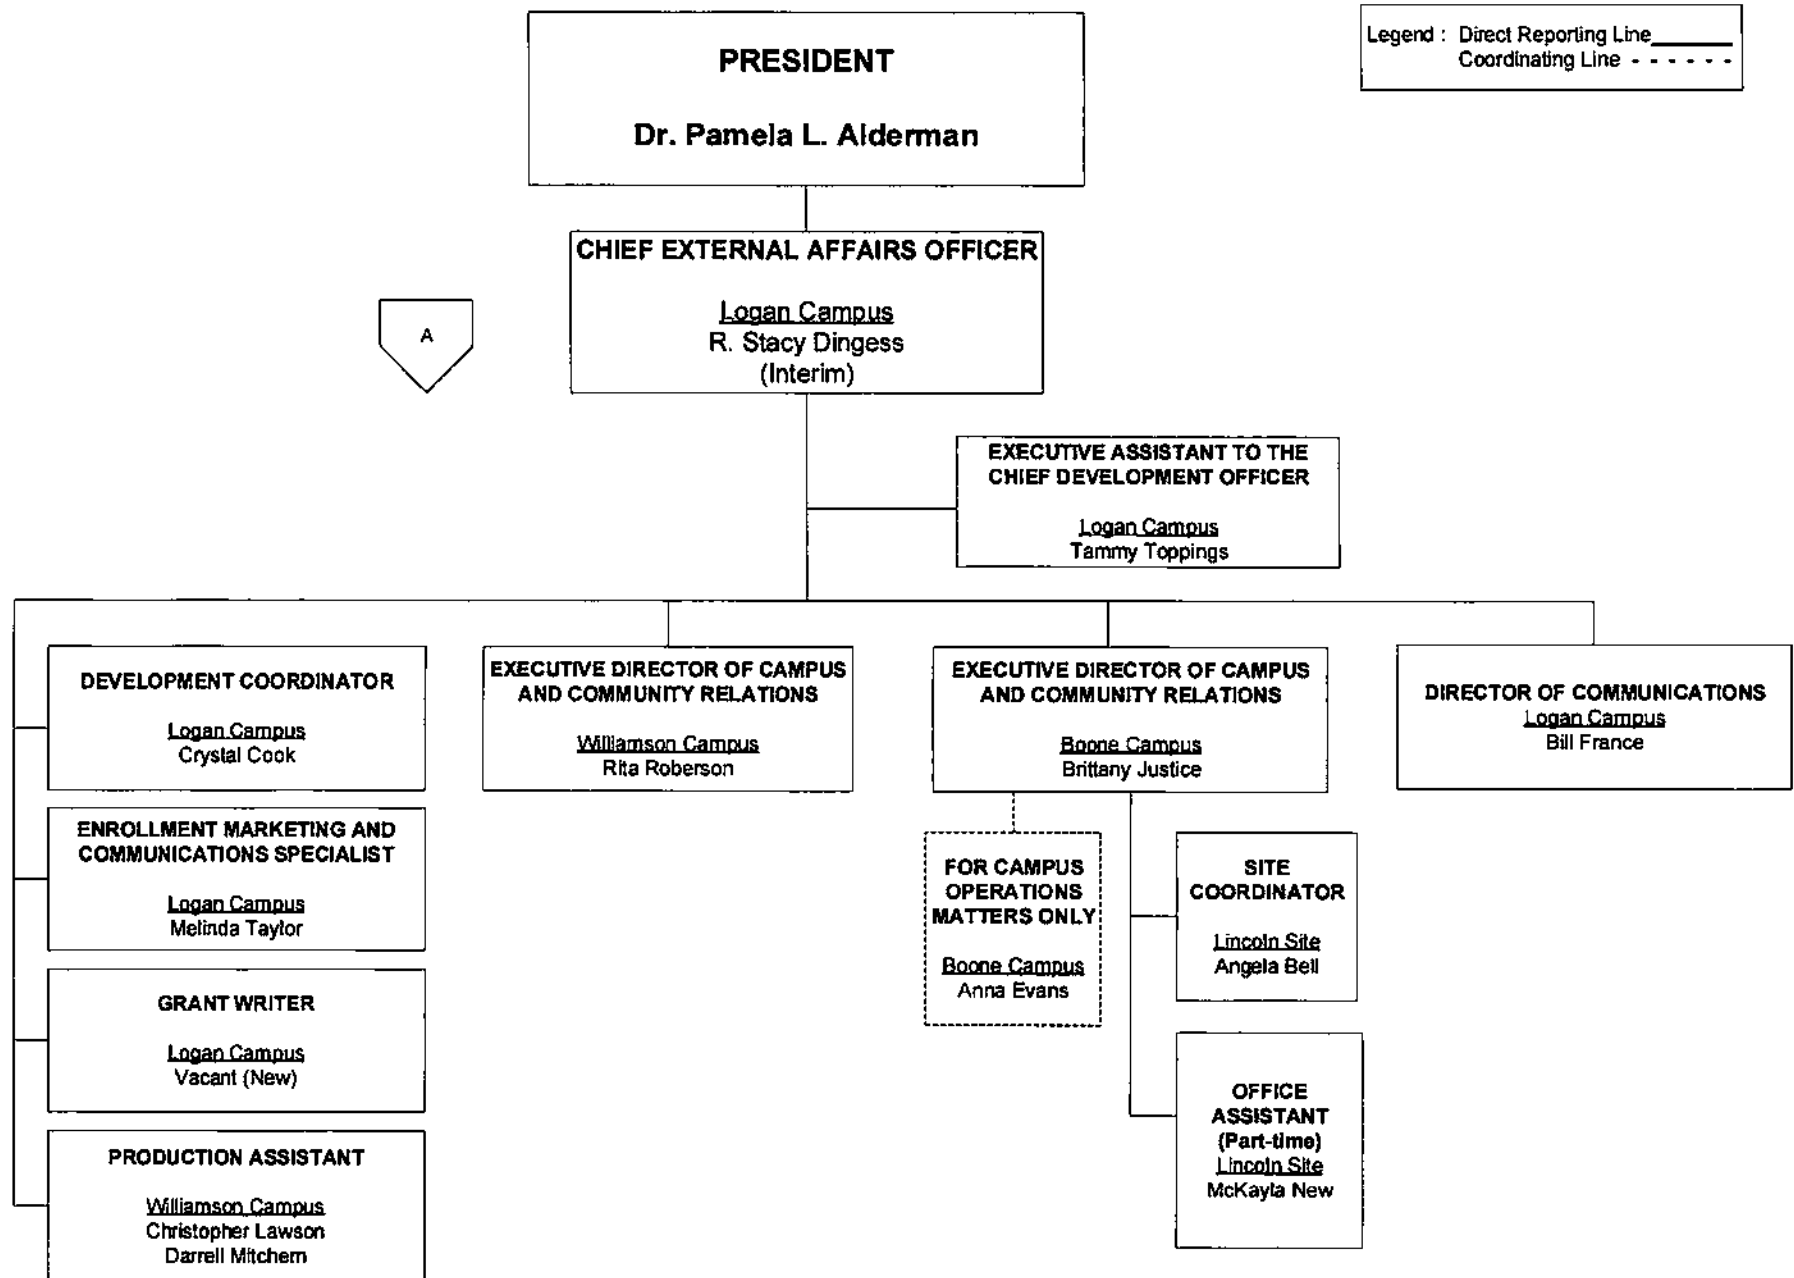 PRESIDENT
Dr. Pamela L. Alderman
Legend : Direct Reporting Line
Coordinating Line
CHIEF EXTERNAL AFFAIRS OFFICER
Logan Campus
R. Stacy Dingess
(Interim)
A
EXECUTIVE ASSISTANT TO THE
CHIEF DEVELOPMENT OFFICER
Logan Campus
Tammy Toppings
DEVELOPMENT COORDINATOR
Logan Campus
Crystal Cook
EXECUTIVE DIRECTOR OF CAMPUS
AND COMMUNITY RELATIONS
Williamson Campus
Rita Roberson
EXECUTIVE DIRECTOR OF CAMPUS
AND COMMUNITY RELATIONS
Boone Campus
Brittany Justice
DIRECTOR OF COMMUNICATIONS
Logan Campus
Bill France
ENROLLMENT MARKETING AND
COMMUNICATIONS SPECIALIST
Logan Campus
Melinda Taylor
FOR CAMPUS
OPERATIONS
MATTERS ONLY
Boone Campus
Anna Evans
SITE
COORDINATOR
Lincoln Site
Angela Bell
GRANT WRITER
Logan Campus
Vacant (New)
OFFICE
ASSISTANT
(Part-time)
Lincoln Site
McKayla New
PRODUCTION ASSISTANT
Williamson Campus
Christopher Lawson
Darrell Mitchem